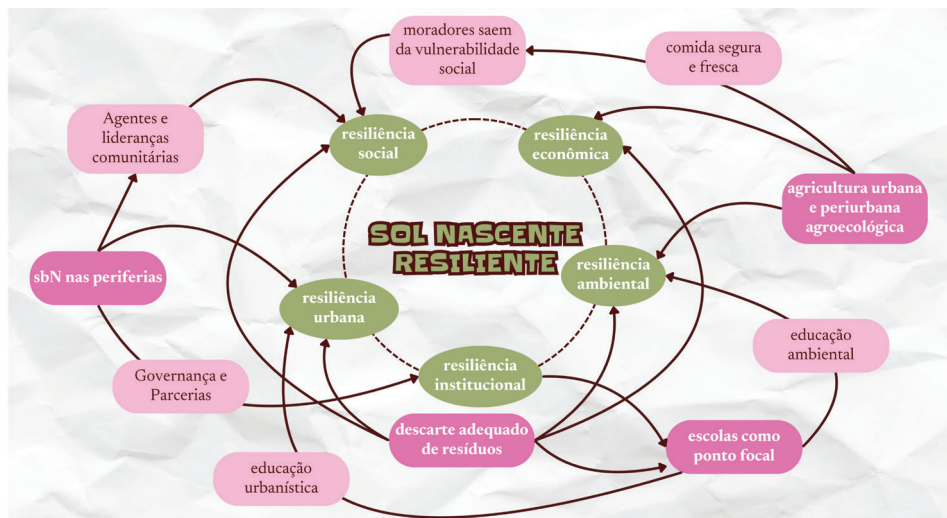 moradores saem
da vulnerabilidade
social
comida segura
e fresca
Agentes e
lideranças
comunitárias
resiliência
social
resiliência
econômica
agricultura urbana
e periurbana
agroecológica
SOL NASCENTE
RESILIENTE
sbN nas periferias
resiliência
urbana
resiliência
ambiental
educação
ambiental
Governança e
Parcerias
resiliência
institucional
descarte adequado
de resíduos
escolas como
ponto focal
educação
urbanística